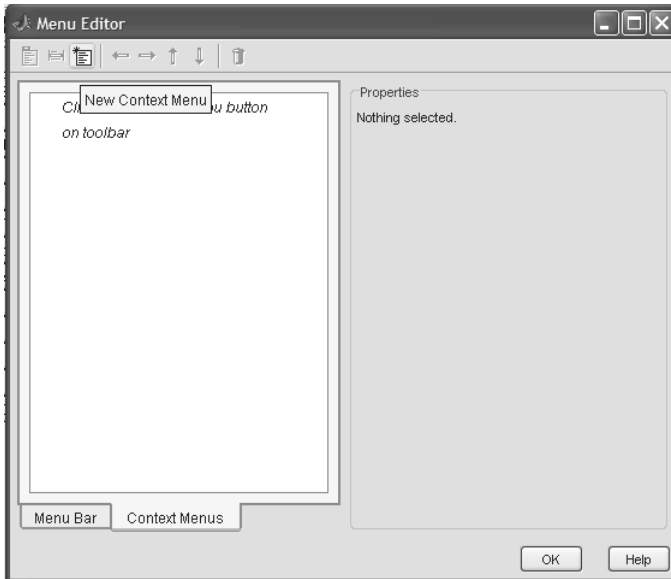 Menu Editor
New Context Menu
Cli u button
on toolbar
Properties
Nothing selected.
Menu Bar
Context Menus
OK
Help